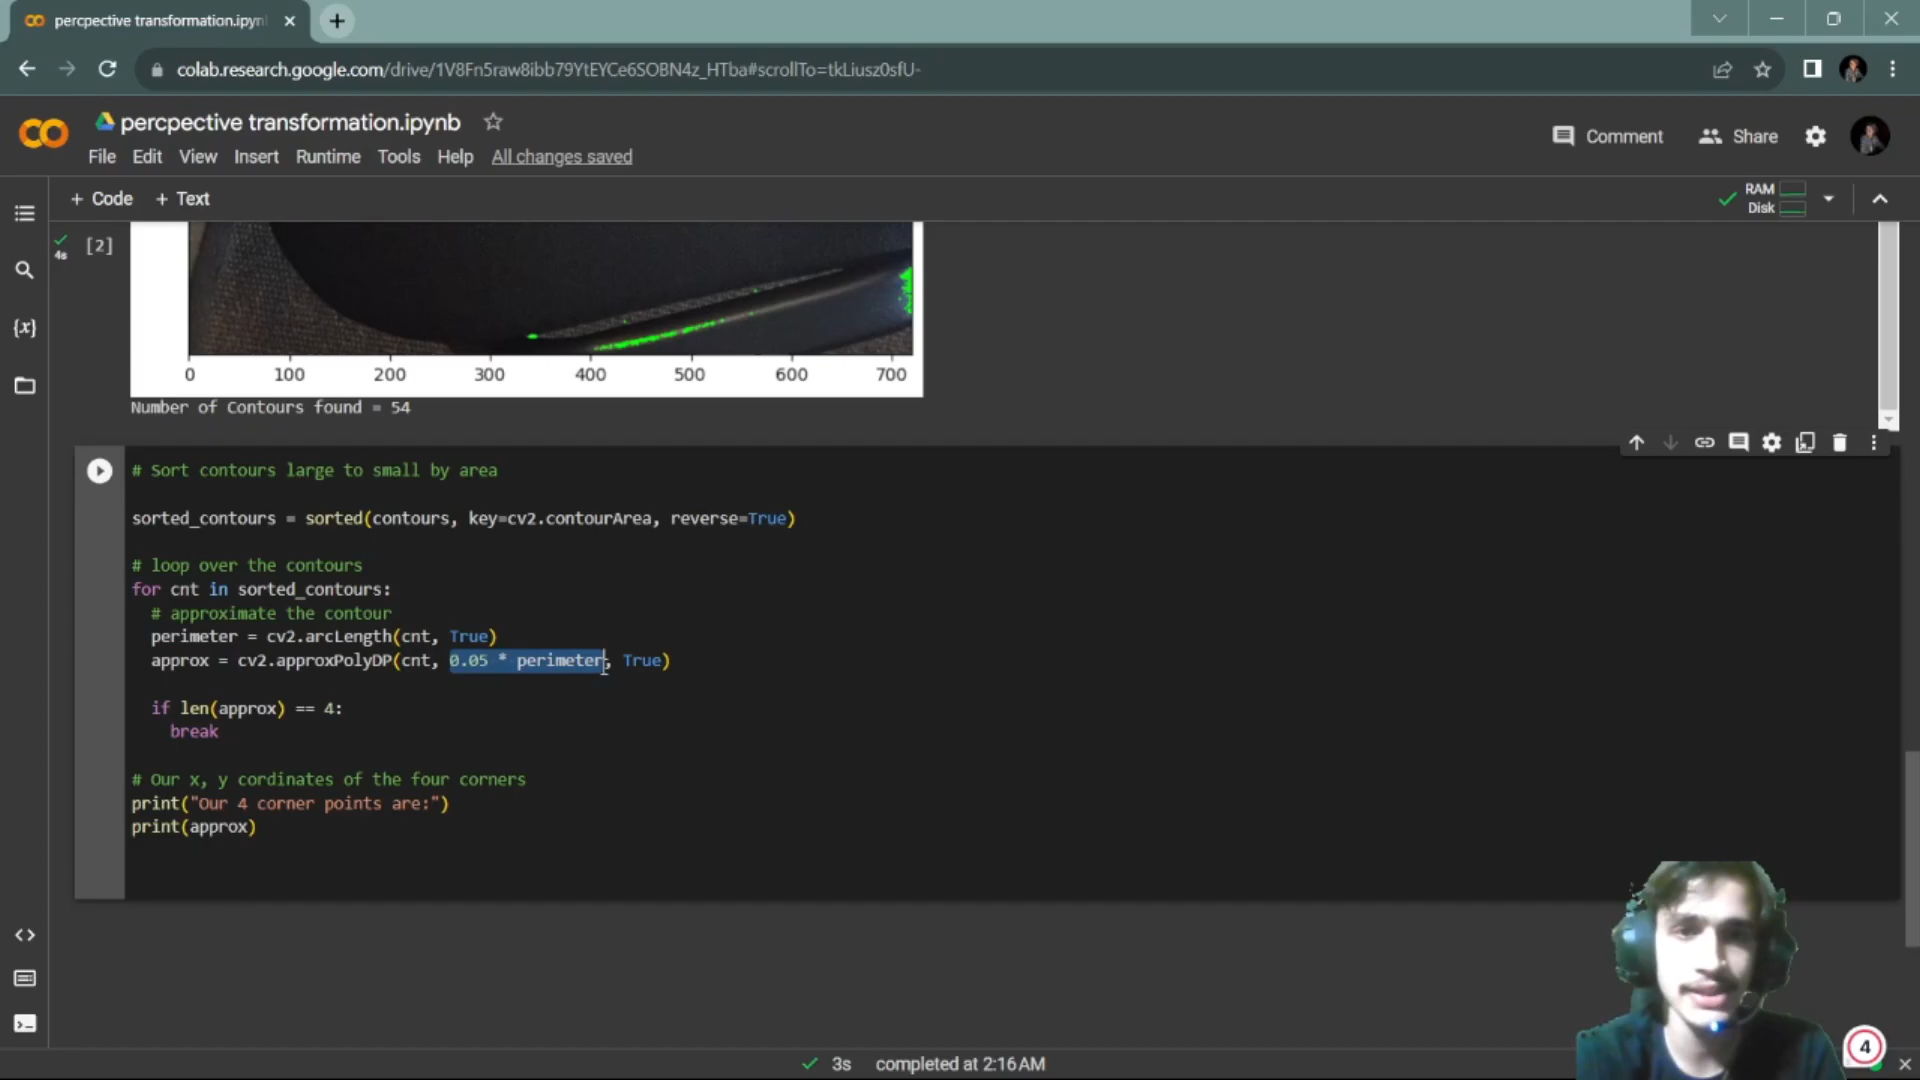 percpective transformation.ipyn
colab.research.google.com/drive/1V8Fn5raw8ibb79YtEYCe6SOBN4z_HTba#scrollTo=tkLiusz0sfU-
percpective transformation.ipynb
Comment
Share
File Edit View Insert Runtime Tools Help All changes saved
+ Code + Text
RAM
Disk
4s
[2]
{x}
0 100 200 300 400 500 600 700
Number of Contours found = 54
# Sort contours large to small by area
sorted_contours = sorted(contours, key=cv2.contourArea, reverse=True)
# loop over the contours
for cnt in sorted_contours:
# approximate the contour
perimeter = cv2.arcLength(cnt, True)
approx = cv2.approxPolyDP(cnt, 0.05 * perimeter, True)
if len(approx) == 4:
break
# Our x, y cordinates of the four corners
print("Our 4 corner points are:")
print(approx)
3s completed at 2:16 AM
4